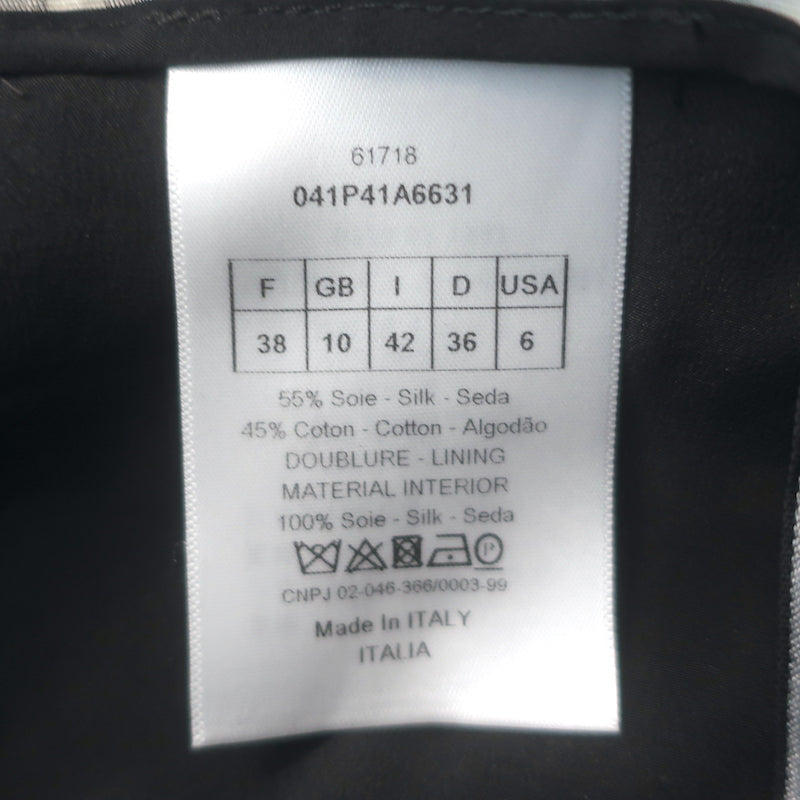 61718
041P41A6631
F GB I D USA
38 10 42 36 6
55% Soie - Silk - Seda
45% Coton - Cotton - Algodão
DOUBLURE - LINING
MATERIAL INTERIOR
100% Soie - Silk - Seda
P
CNPJ 02-046-366/0003-99
Made In ITALY
ITALIA